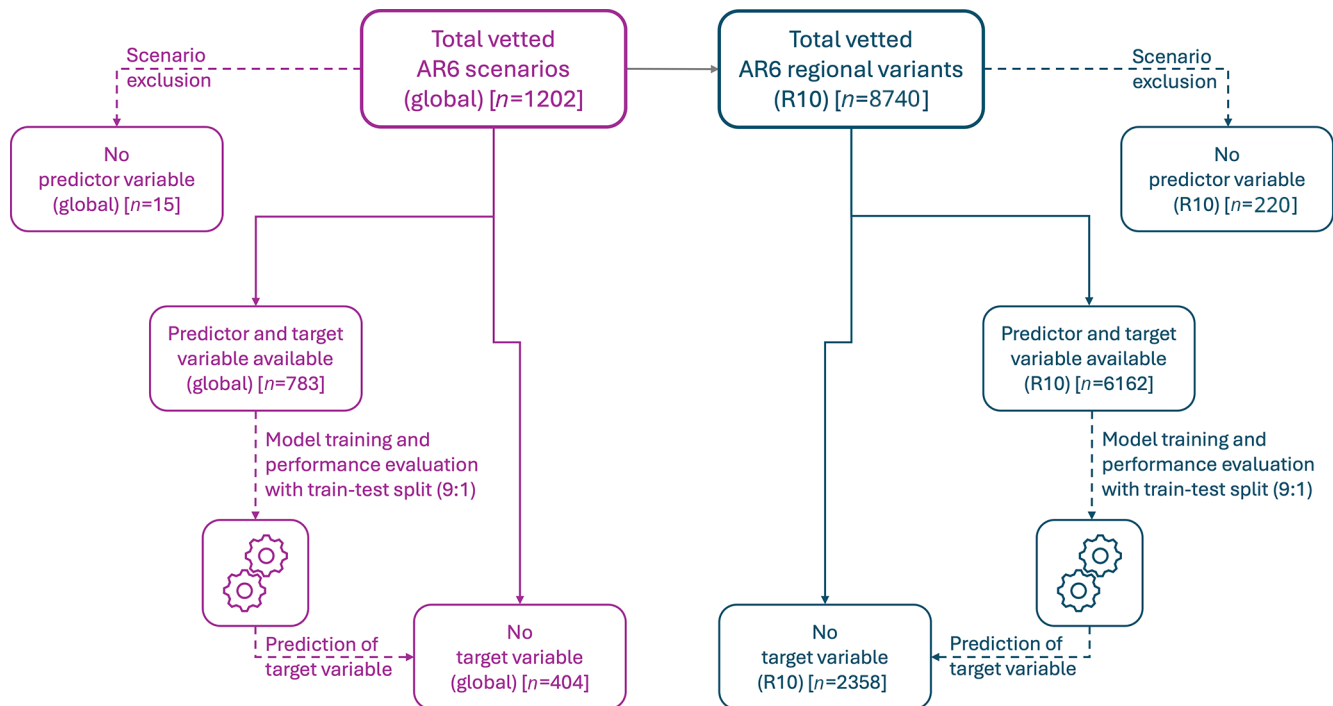 Total vetted
AR6 scenarios
(global) [n=1202]
Total vetted
AR6 regional variants
(R10) [n=8740]
Scenario
exclusion
Scenario
exclusion
No
predictor variable
(global) [n=15]
No
predictor variable
(R10) [n=220]
Predictor and target
variable available
(global) [n=783]
Predictor and target
variable available
(R10) [n=6162]
Model training and
performance evaluation
with train-test split (9:1)
Model training and
performance evaluation
with train-test split (9:1)
Prediction of
target variable
No
target variable
(global) [n=404]
No
target variable
(R10) [n=2358]
Prediction of
target variable